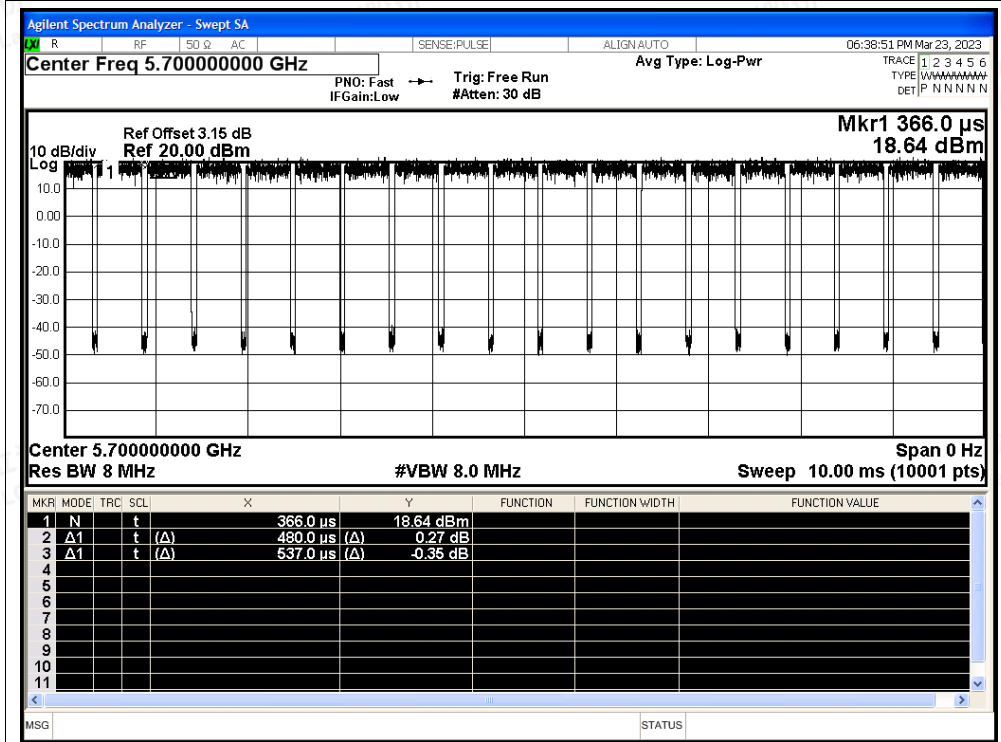 Agilent Spectrum Analyzer - Swept SA
LXI R RF 50 Ω AC SENSE:PULSE ALIGN AUTO 06:38:51 PM Mar 23, 2023
Center Freq 5.700000000 GHz
PNO: Fast
IFGain:Low
Trig: Free Run
#Atten: 30 dB
Avg Type: Log-Pwr
TRACE 1 2 3 4 5 6
TYPE WWWWWW
DET P N N N N N
Mkr1 366.0 µs
18.64 dBm
Ref Offset 3.15 dB
10 dB/div Ref 20.00 dBm
Log
1
10.0
0.00
-10.0
-20.0
-30.0
-40.0
-50.0
-60.0
-70.0
Center 5.700000000 GHz Span 0 Hz
Res BW 8 MHz #VBW 8.0 MHz Sweep 10.00 ms (10001 pts)
MKR MODE TRC SCL X Y FUNCTION FUNCTION WIDTH FUNCTION VALUE
1 N t 366.0 µs 18.64 dBm
2 Δ1 t (Δ) 480.0 µs (Δ) 0.27 dB
3 Δ1 t (Δ) 537.0 µs (Δ) -0.35 dB
4
5
6
7
8
9
10
11
MSG STATUS